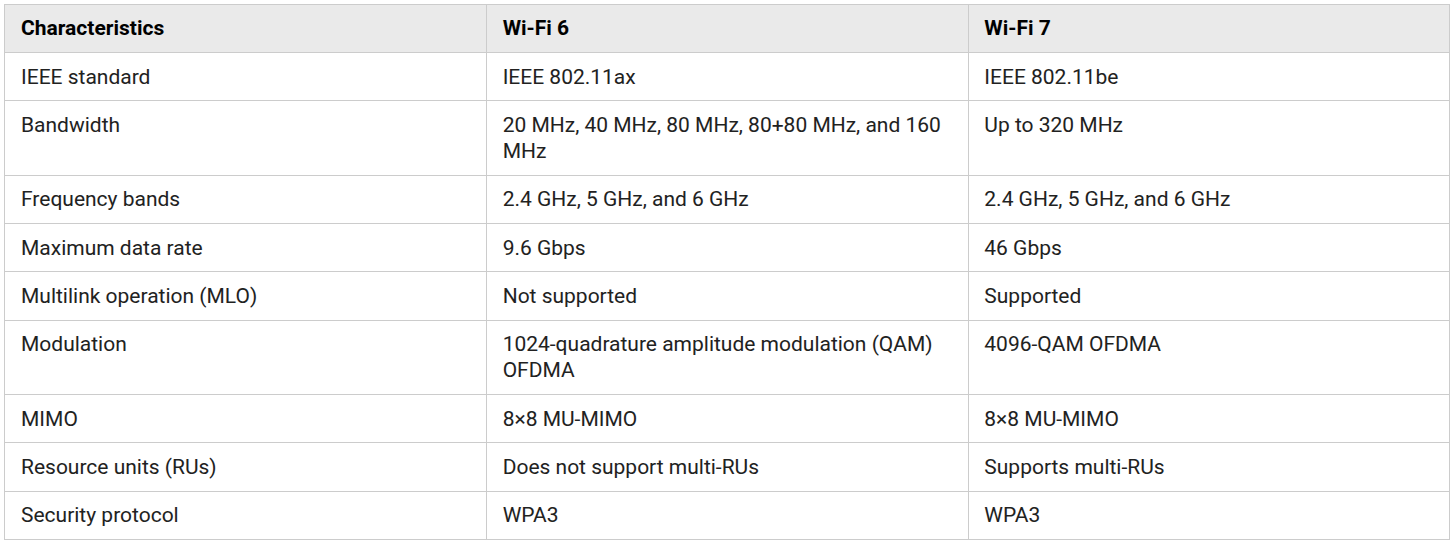 Characteristics Wi-Fi 6 Wi-Fi 7
IEEE standard IEEE 802.11ax IEEE 802.11be
Bandwidth 20 MHz, 40 MHz, 80 MHz, 80+80 MHz, and 160 Up to 320 MHz
MHz
Frequency bands 2.4 GHz, 5 GHz, and 6 GHz 2.4 GHz, 5 GHz, and 6 GHz
Maximum data rate 9.6 Gbps 46 Gbps
Multilink operation (MLO) Not supported Supported
Modulation 1024-quadrature amplitude modulation (QAM) 4096-QAM OFDMA
OFDMA
MIMO 8×8 MU-MIMO 8×8 MU-MIMO
Resource units (RUs) Does not support multi-RUs Supports multi-RUs
Security protocol WPA3 WPA3